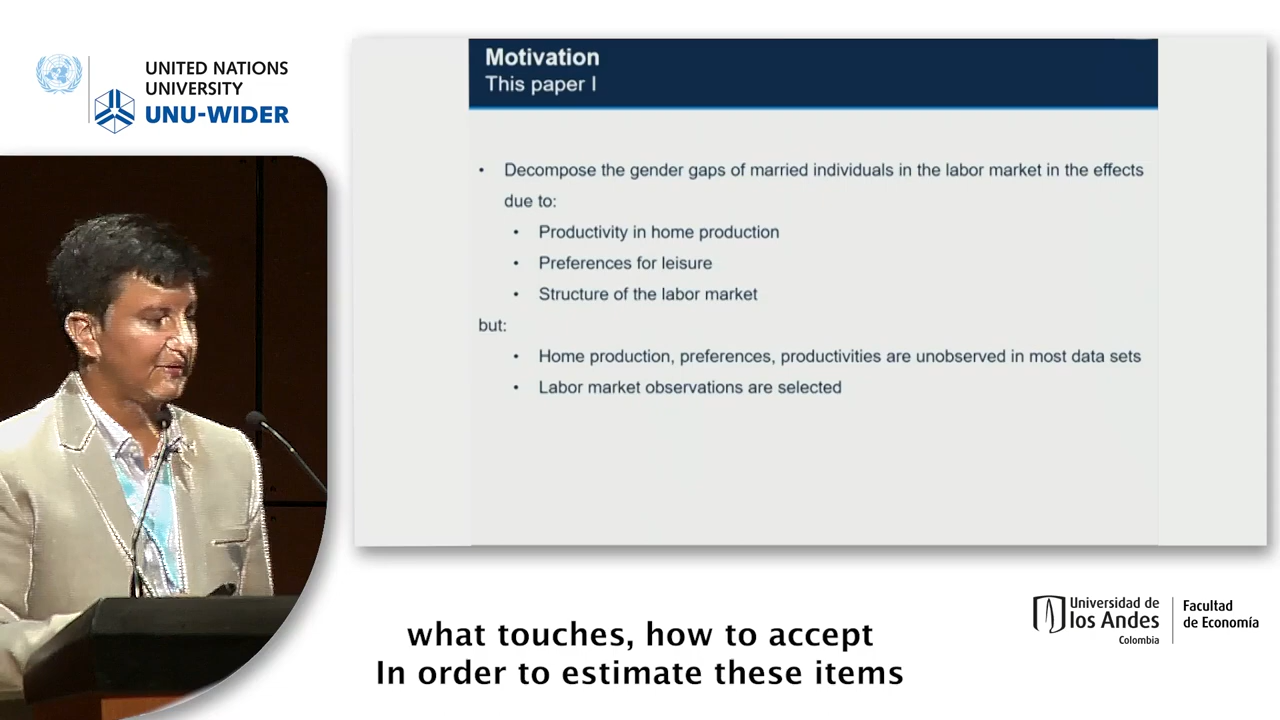 UNITED NATIONS
UNIVERSITY
UNU-WIDER
Motivation
This paper I
• Decompose the gender gaps of married individuals in the labor market in the effects
due to:
• Productivity in home production
• Preferences for leisure
• Structure of the labor market
but:
• Home production, preferences, productivities are unobserved in most data sets
• Labor market observations are selected
Universidad de
los Andes
Colombia
Facultad
de Economía
what touches, how to accept
In order to estimate these items